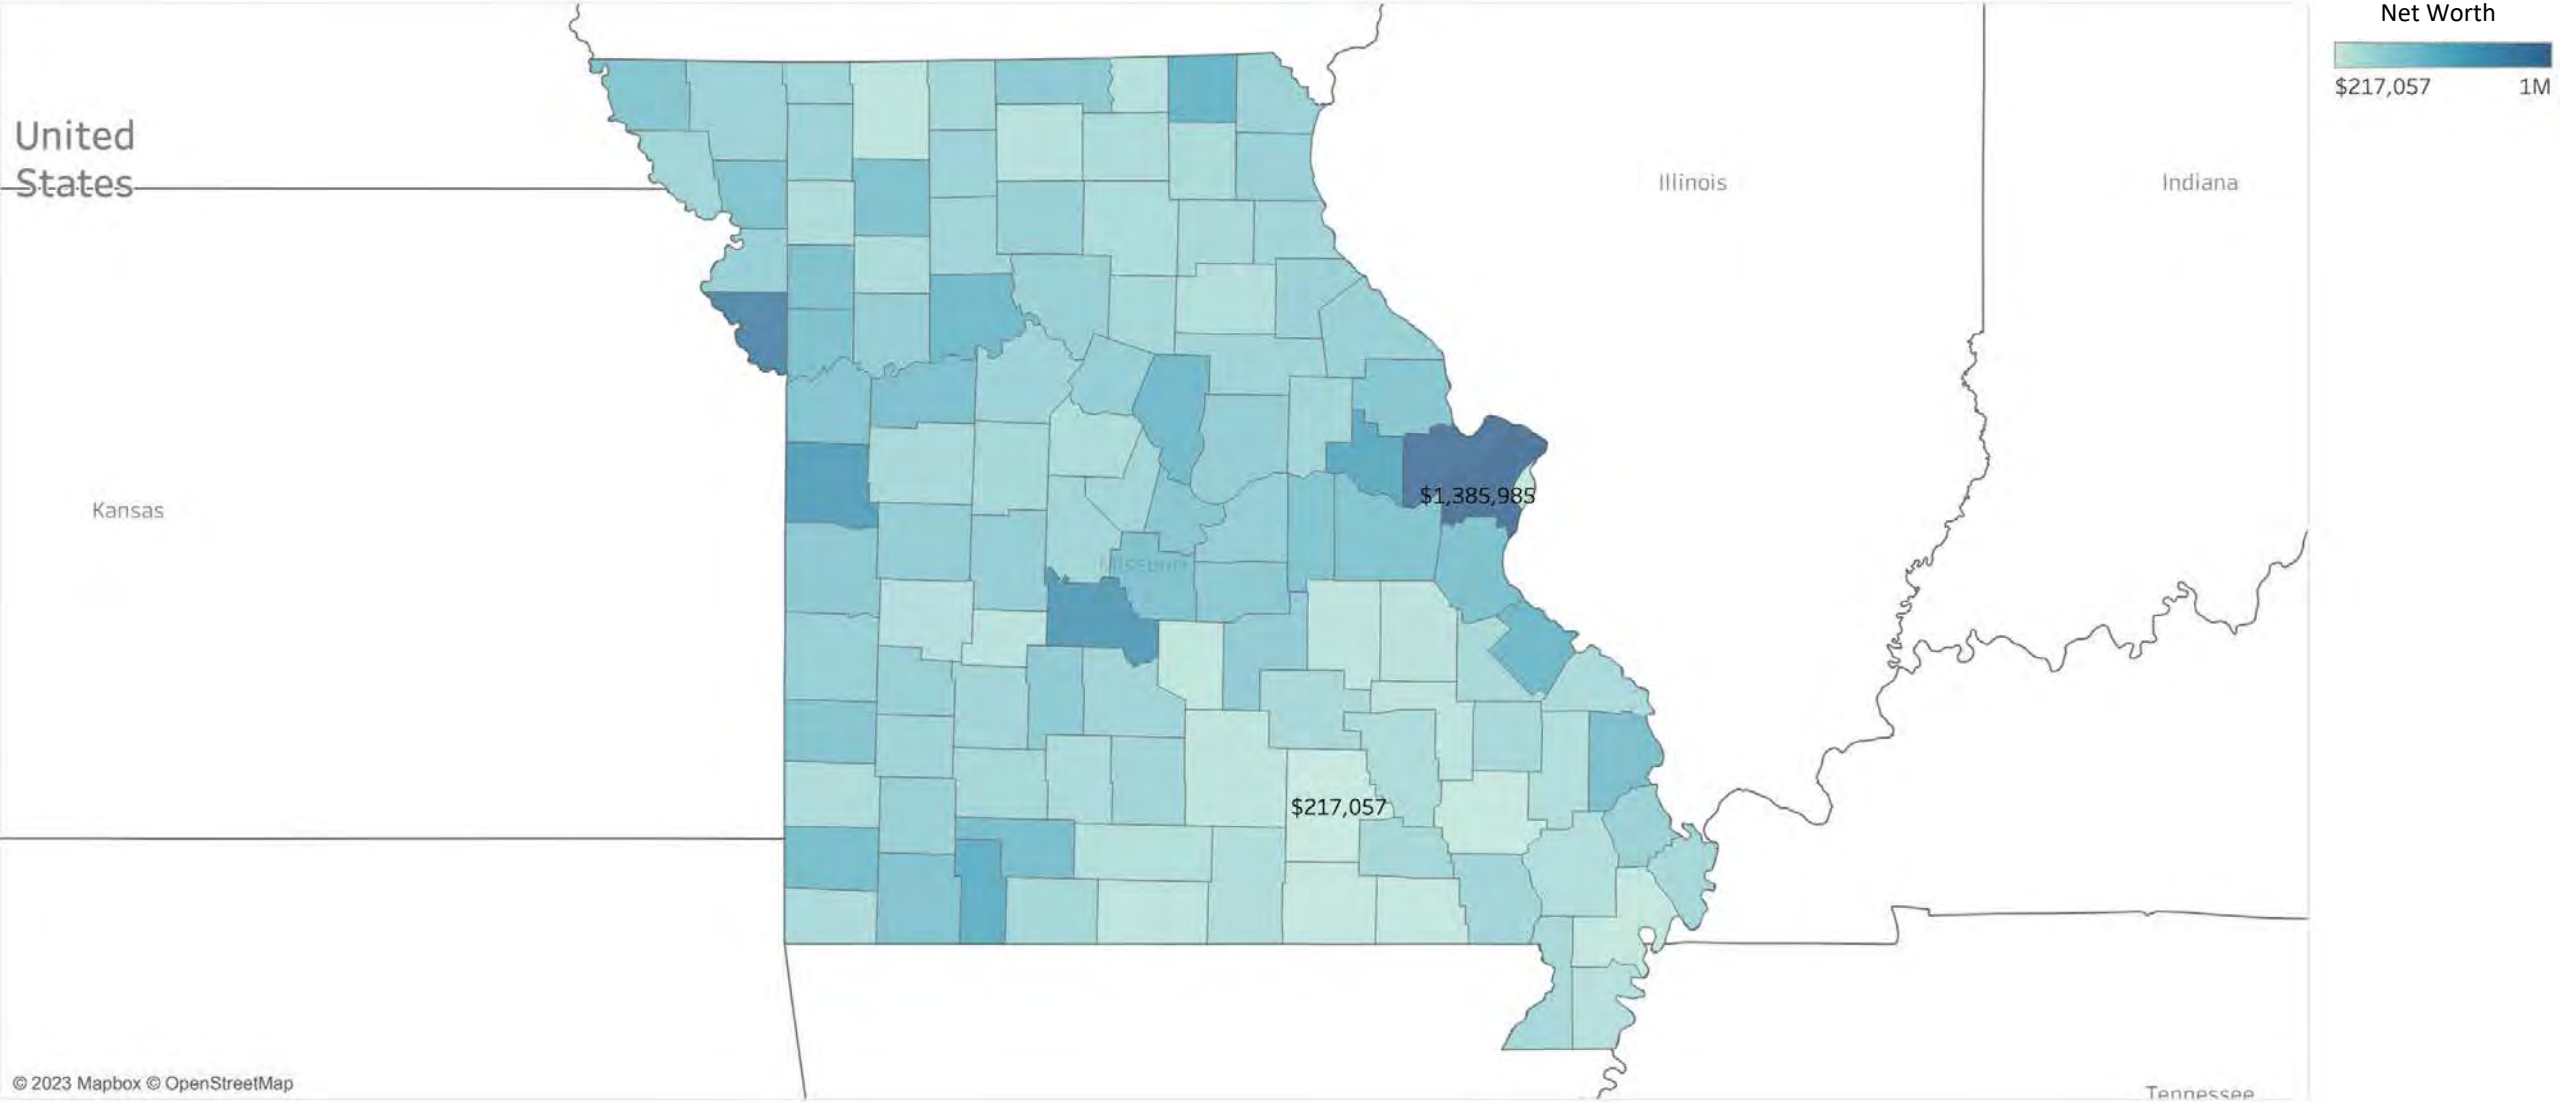 Net Worth
$217,057 1M
United
States
Illinois
Indiana
Kansas
$1,385,985
Missouri
$217,057
© 2023 Mapbox © OpenStreetMap
Tennessee